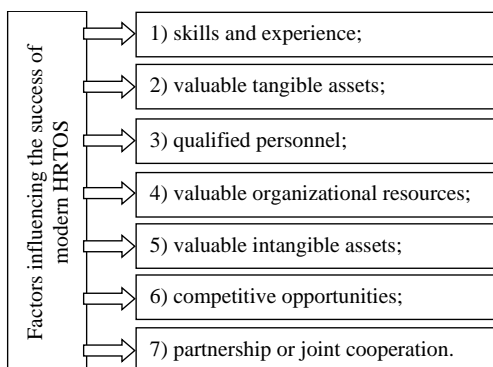 Factors influencing the success of
modern HRTOS
1) skills and experience;
2) valuable tangible assets;
3) qualified personnel;
4) valuable organizational resources;
5) valuable intangible assets;
6) competitive opportunities;
7) partnership or joint cooperation.